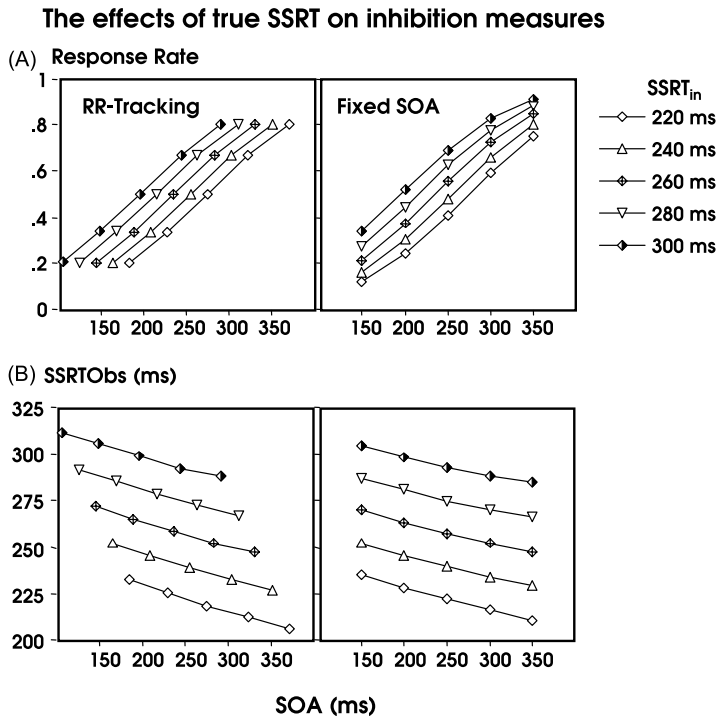 The effects of true SSRT on inhibition measures
(A) Response Rate
RR-Tracking
Fixed SOA
1
.8
.6
.4
.2
0
150 200 250 300 350
150 200 250 300 350
SSRTin
220 ms
240 ms
260 ms
280 ms
300 ms
(B) SSRTObs (ms)
325
300
275
250
225
200
150 200 250 300 350
150 200 250 300 350
SOA (ms)